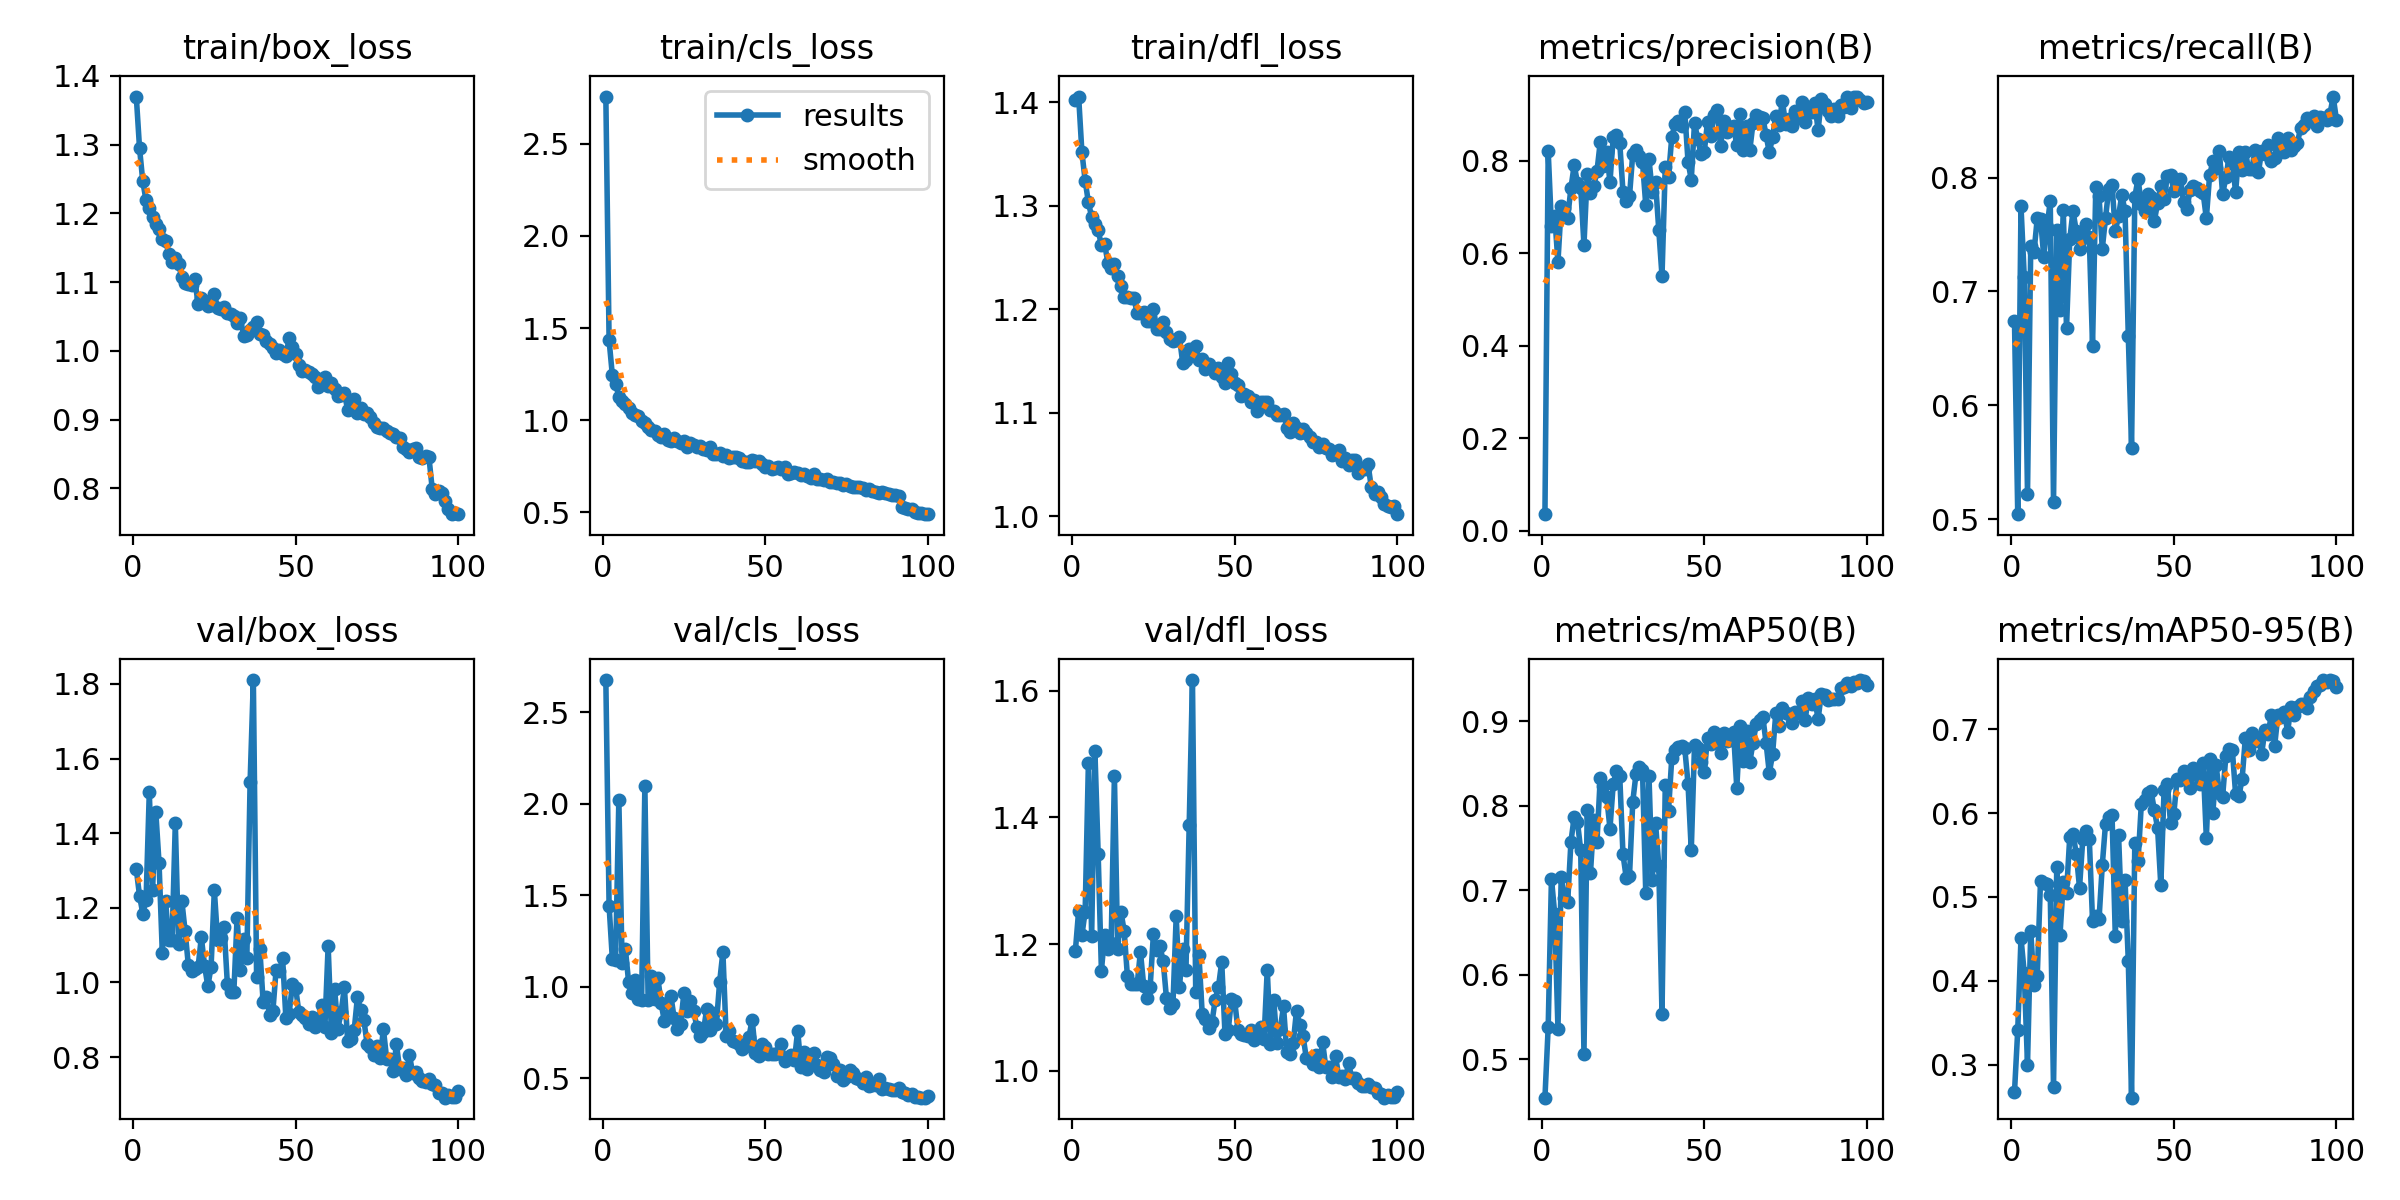 train/box_loss
1.4
1.3
1.2
1.1
1.0
0.9
0.8
0 50 100
train/cls_loss
results
smooth
2.5
2.0
1.5
1.0
0.5
0 50 100
train/dfl_loss
1.4
1.3
1.2
1.1
1.0
0 50 100
metrics/precision(B)
0.8
0.6
0.4
0.2
0.0
0 50 100
metrics/recall(B)
0.8
0.7
0.6
0.5
0 50 100
val/box_loss
1.8
1.6
1.4
1.2
1.0
0.8
0 50 100
val/cls_loss
2.5
2.0
1.5
1.0
0.5
0 50 100
val/dfl_loss
1.6
1.4
1.2
1.0
0 50 100
metrics/mAP50(B)
0.9
0.8
0.7
0.6
0.5
0 50 100
metrics/mAP50-95(B)
0.7
0.6
0.5
0.4
0.3
0 50 100